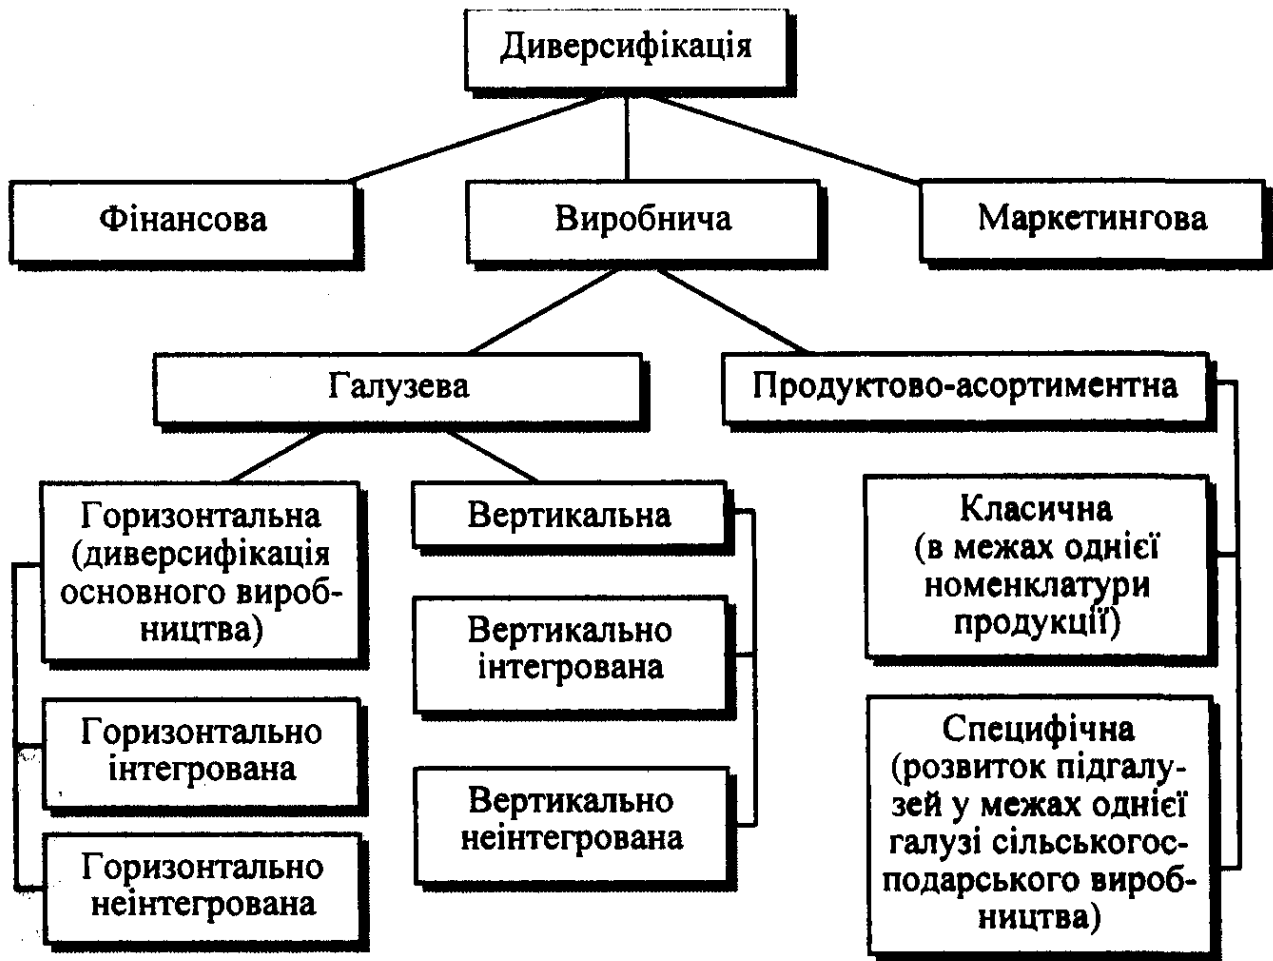 Диверсифікація
Фінансова
Виробнича
Маркетингова
Галузева
Продуктово-асортиментна
Горизонтальна
(диверсифікація
основного вироб-
ництва)
Горизонтально
інтегрована
Горизонтально
неінтегрована
Вертикальна
Вертикально
інтегрована
Вертикально
неінтегрована
Класична
(в межах однієї
номенклатури
продукції)
Специфічна
(розвиток підгалу-
зей у межах однієї
галузі сільськогос-
подарського вироб-
ництва)